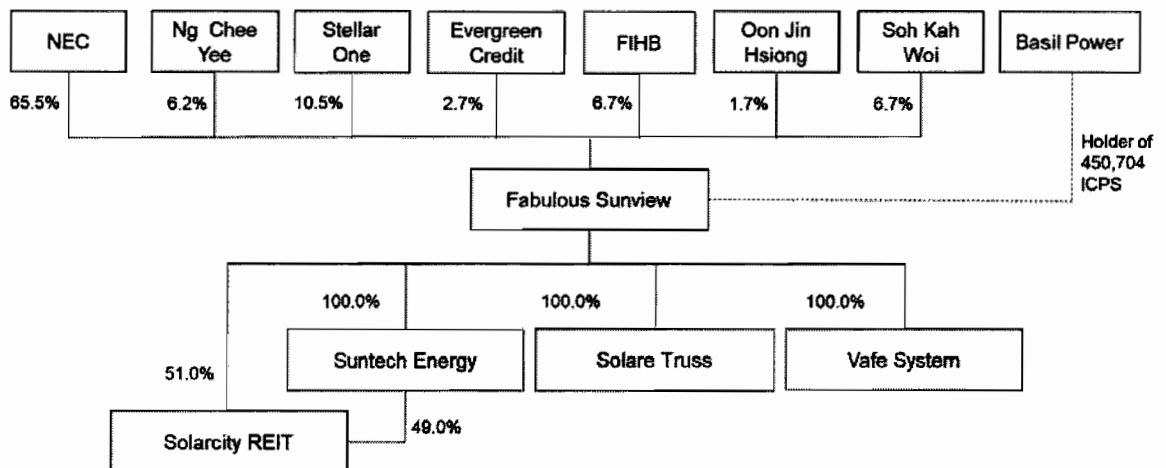 NEC
Ng Chee
Yee
Stellar
One
Evergreen
Credit
FIHB
Oon Jin
Hsiong
Soh Kah
Woi
Basil Power
65.5%
6.2%
10.5%
2.7%
6.7%
1.7%
6.7%
Holder of
450,704
ICPS
Fabulous Sunview
100.0%
100.0%
100.0%
Suntech Energy
Solare Truss
Vafe System
51.0%
49.0%
Solarcity REIT